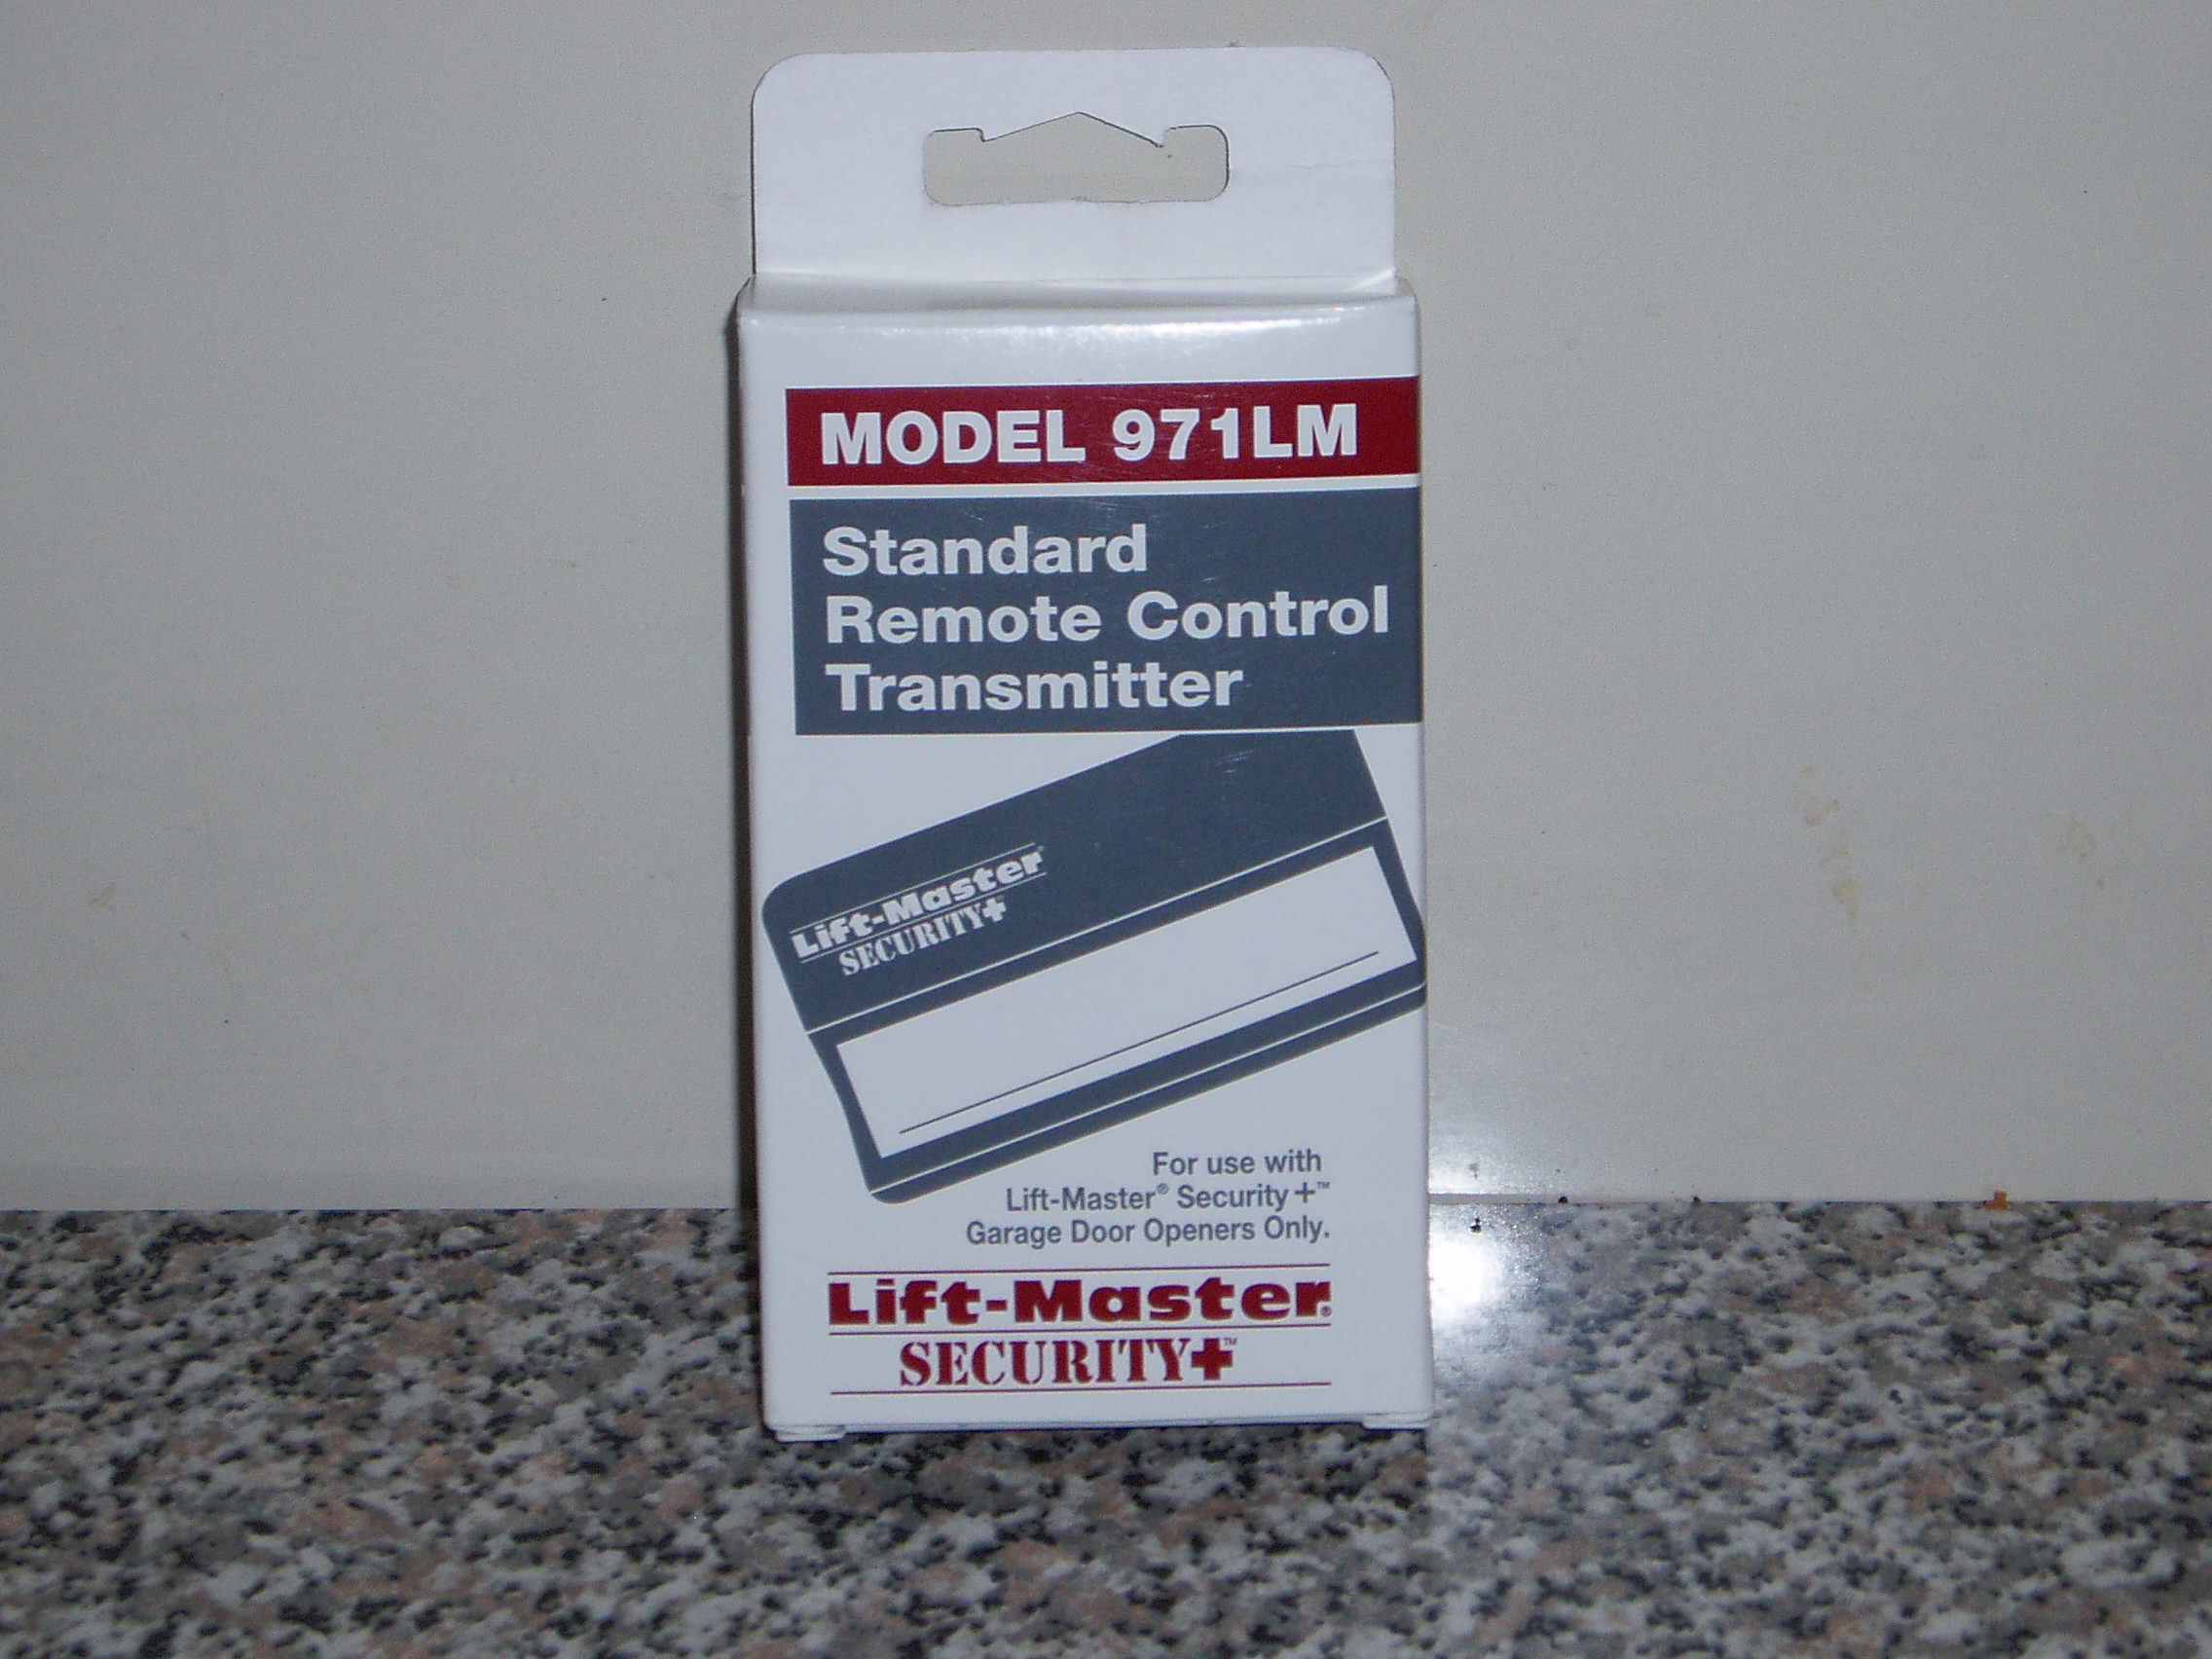 MODEL 971LM
Standard
Remote Control
Transmitter
Lift-Master®
SECURITY+
For use with
Lift-Master® Security+™
Garage Door Openers Only.
Lift-Master®
SECURITY+™